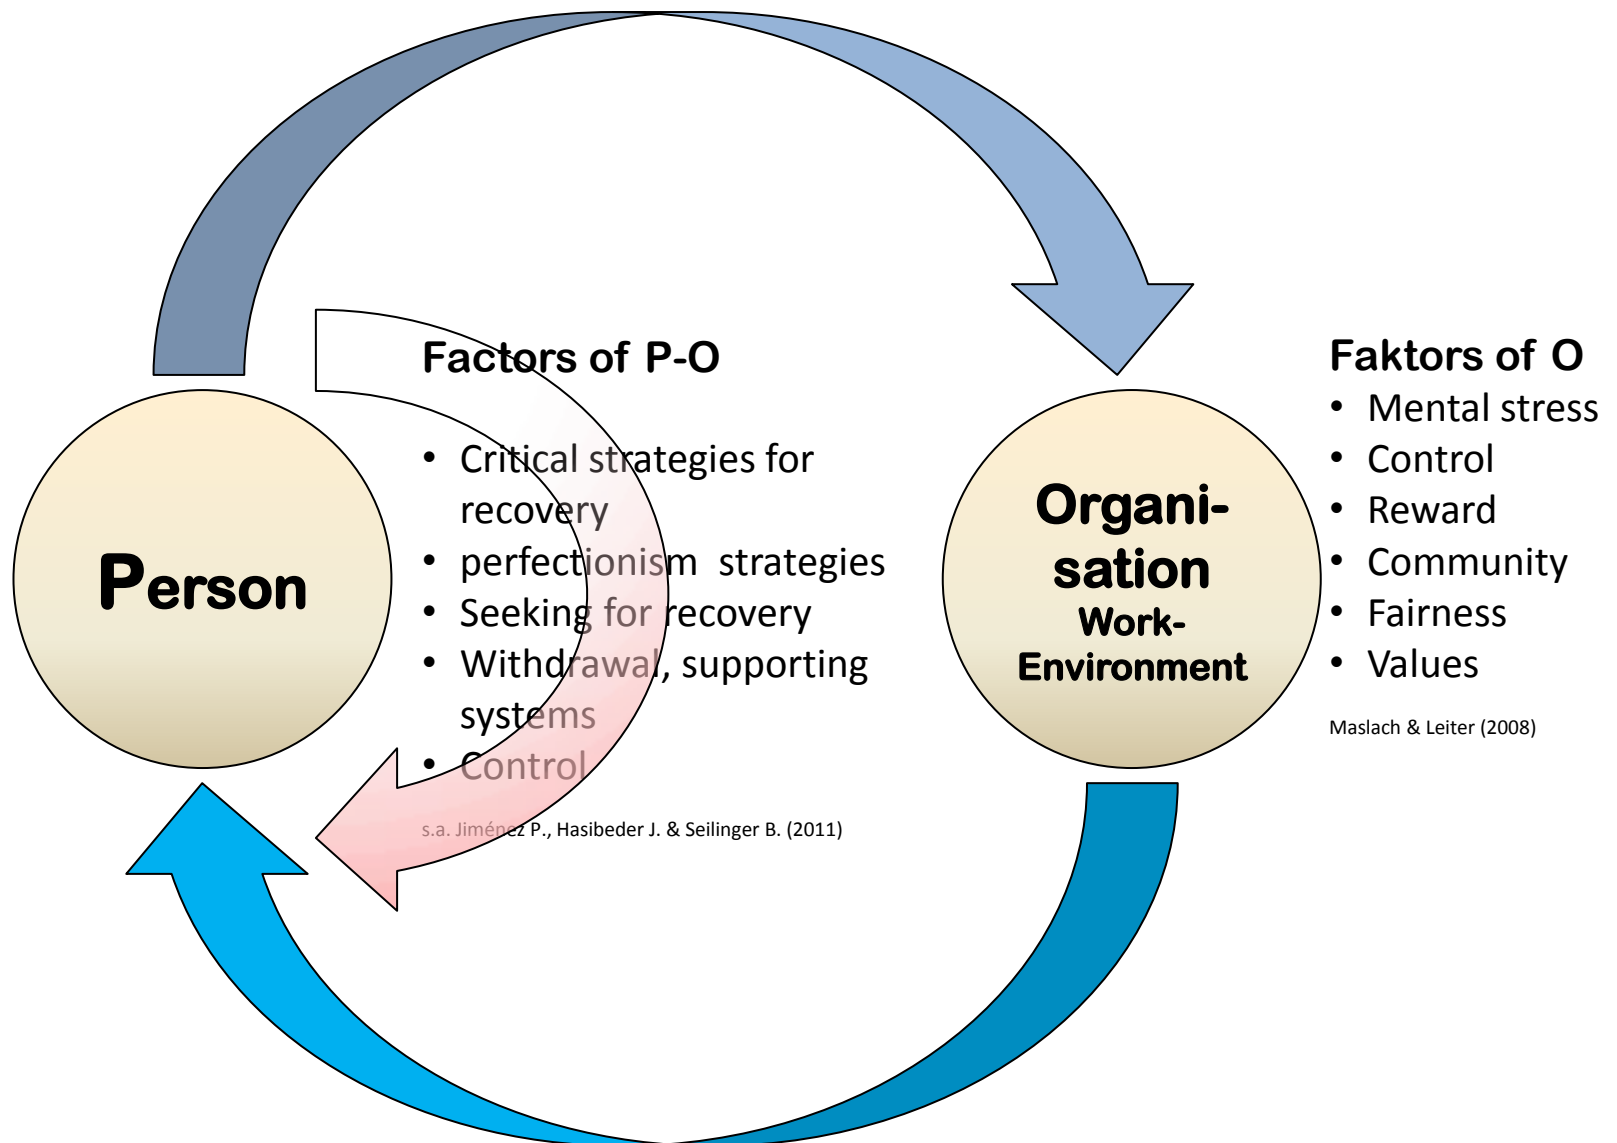 Person
Factors of P-O
• Critical strategies for
recovery
• perfectionism strategies
• Seeking for recovery
• Withdrawal, supporting
systems
• Control
s.a. Jiménez P., Hasibeder J. & Seilinger B. (2011)
Organi-
sation
Work-
Environment
Faktors of O
• Mental stress
• Control
• Reward
• Community
• Fairness
• Values
Maslach & Leiter (2008)